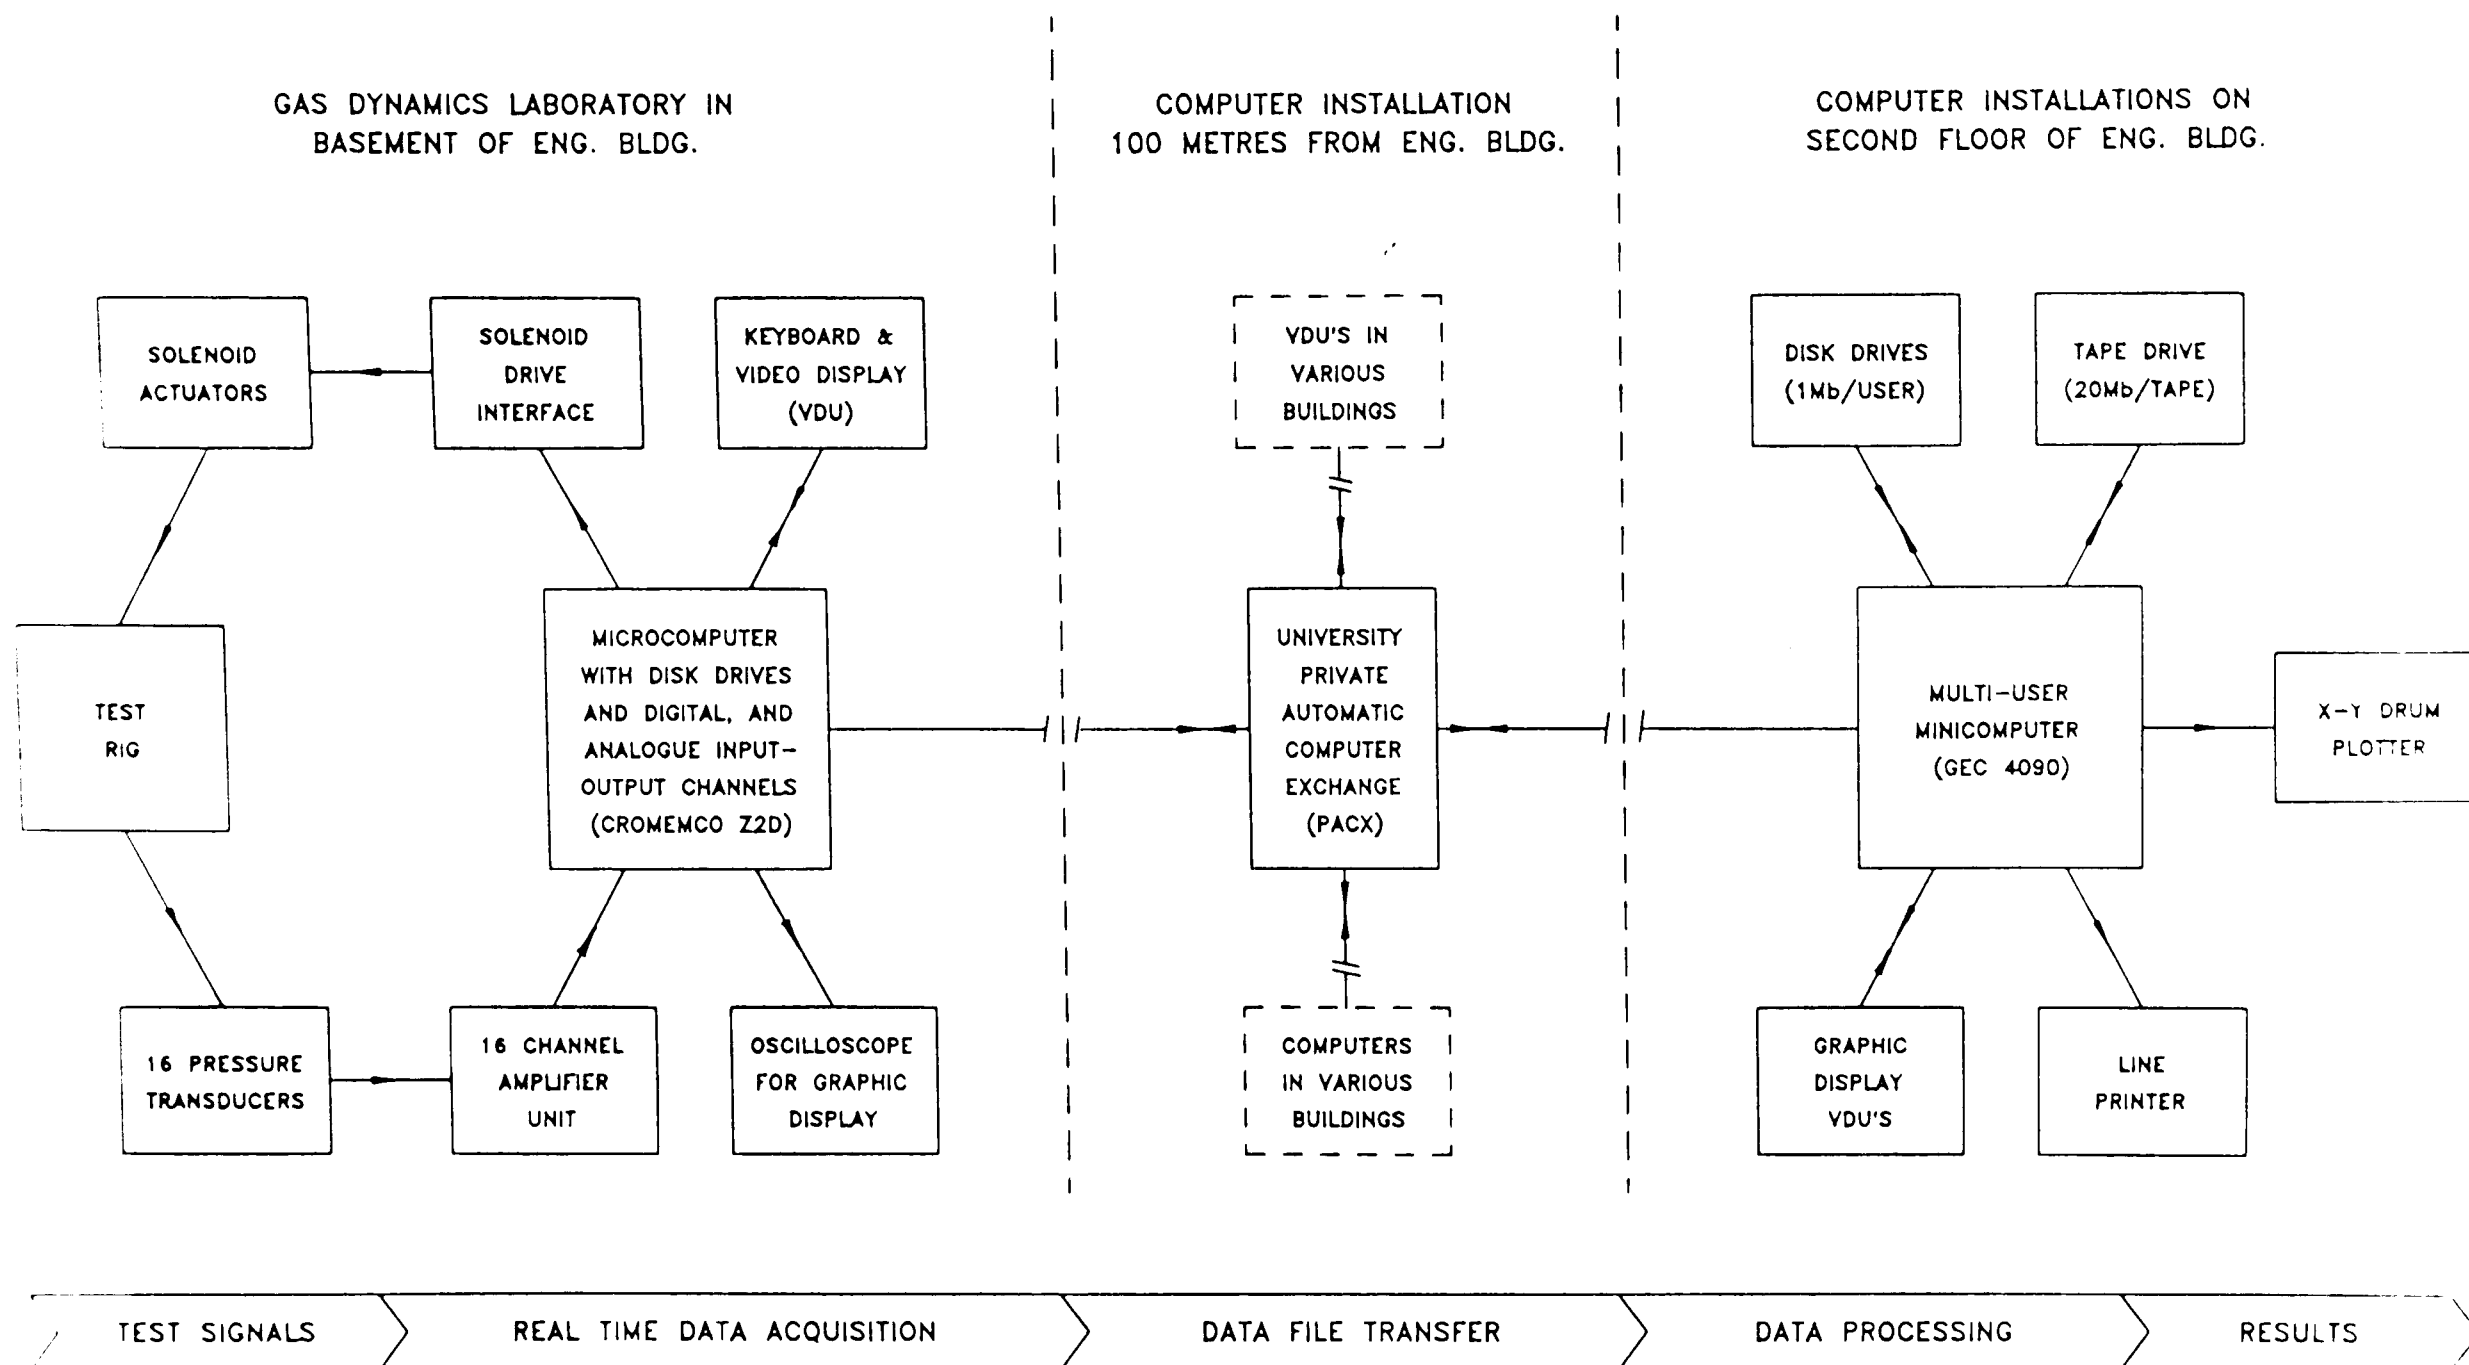 GAS DYNAMICS LABORATORY IN
BASEMENT OF ENG. BLDG.
COMPUTER INSTALLATION
100 METRES FROM ENG. BLDG.
COMPUTER INSTALLATIONS ON
SECOND FLOOR OF ENG. BLDG.
SOLENOID
ACTUATORS
SOLENOID
DRIVE
INTERFACE
KEYBOARD &
VIDEO DISPLAY
(VDU)
VDU'S IN
VARIOUS
BUILDINGS
DISK DRIVES
(1Mb/USER)
TAPE DRIVE
(20Mb/TAPE)
TEST
RIG
MICROCOMPUTER
WITH DISK DRIVES
AND DIGITAL, AND
ANALOGUE INPUT-
OUTPUT CHANNELS
(CROMEMCO Z2D)
UNIVERSITY
PRIVATE
AUTOMATIC
COMPUTER
EXCHANGE
(PACX)
MULTI-USER
MINICOMPUTER
(GEC 4090)
X-Y DRUM
PLOTTER
16 PRESSURE
TRANSDUCERS
16 CHANNEL
AMPLIFIER
UNIT
OSCILLOSCOPE
FOR GRAPHIC
DISPLAY
COMPUTERS
IN VARIOUS
BUILDINGS
GRAPHIC
DISPLAY
VDU'S
LINE
PRINTER
TEST SIGNALS
REAL TIME DATA ACQUISITION
DATA FILE TRANSFER
DATA PROCESSING
RESULTS